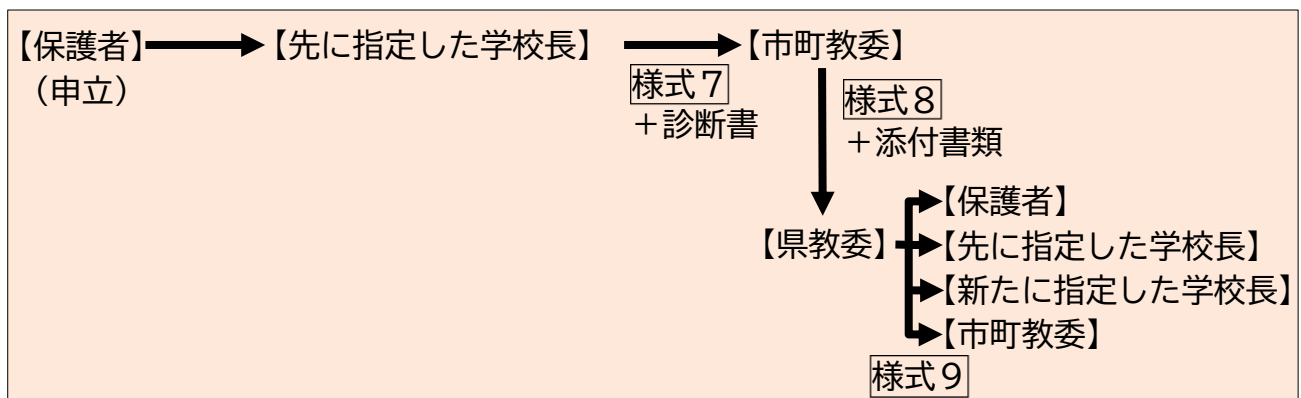 【保護者】【先に指定した学校長】【市町教委】
(申立)
様式7
+診断書
様式8
+添付書類
【県教委】
【保護者】
【先に指定した学校長】
【新たに指定した学校長】
【市町教委】
様式9